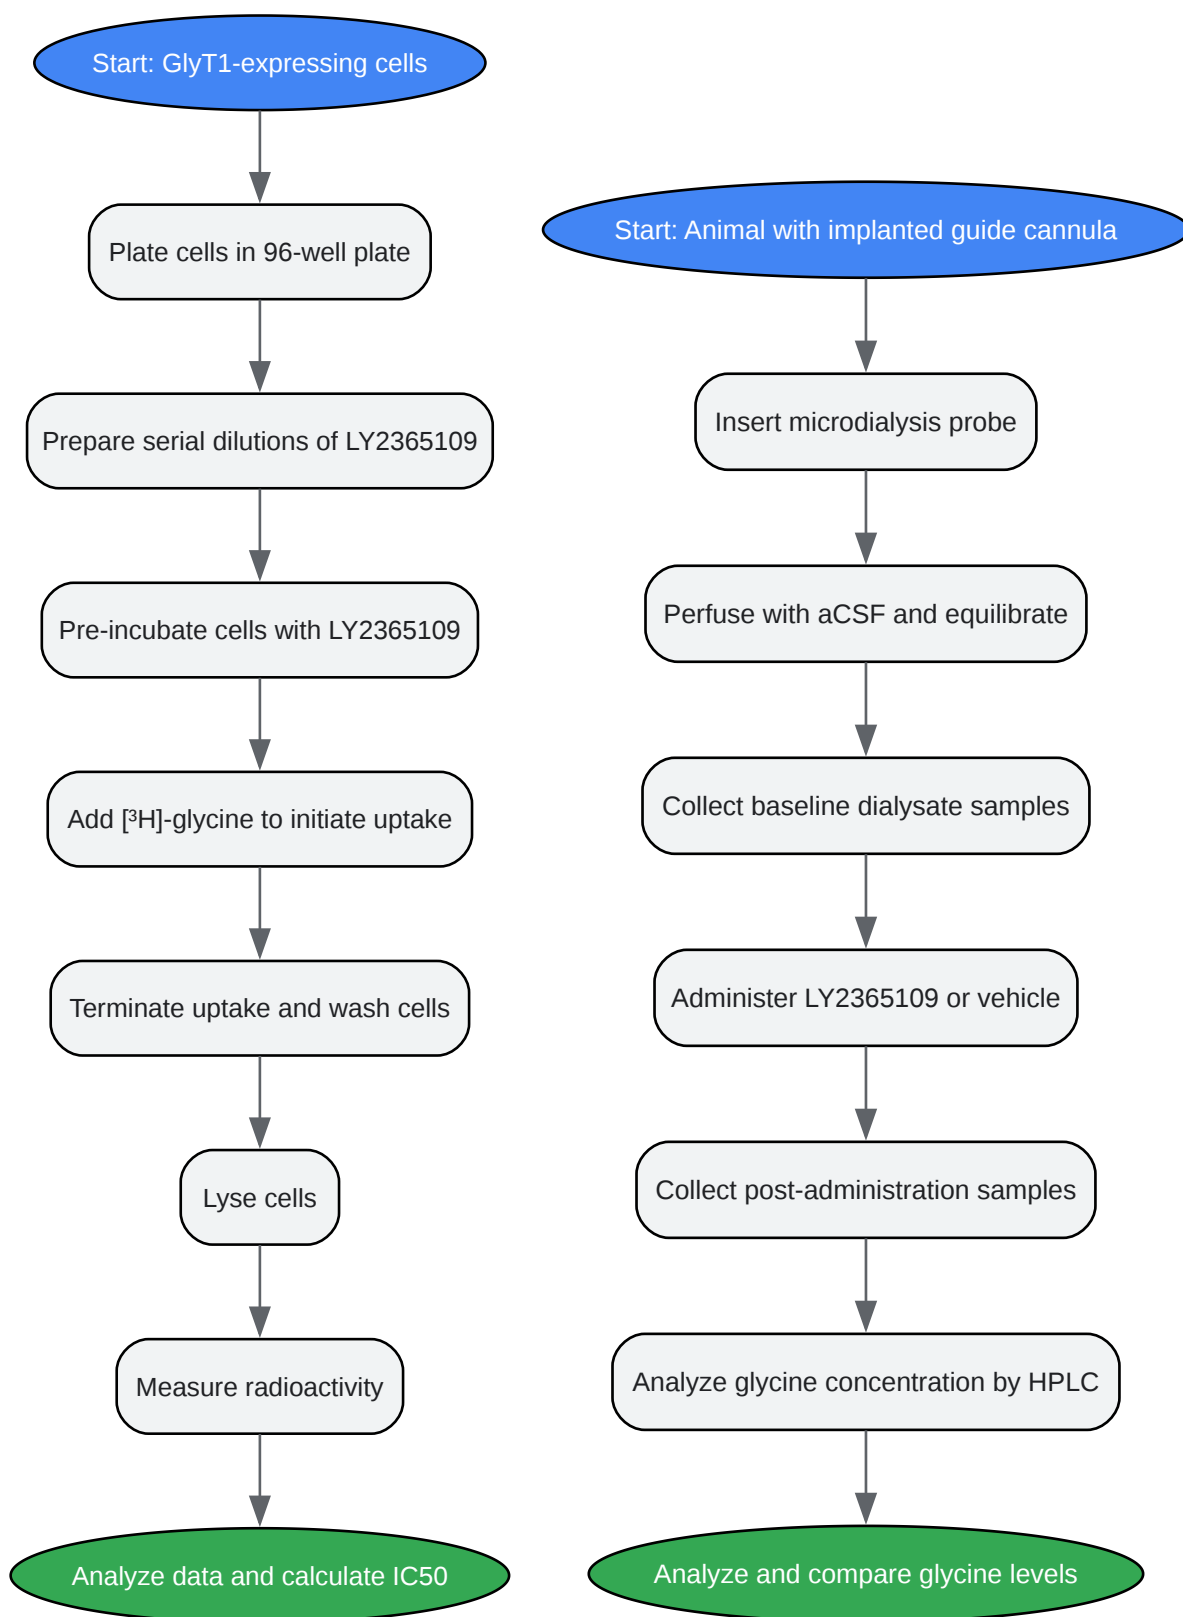 Start: GlyT1-expressing cells
Plate cells in 96-well plate
Prepare serial dilutions of LY2365109
Pre-incubate cells with LY2365109
Add [³H]-glycine to initiate uptake
Terminate uptake and wash cells
Lyse cells
Measure radioactivity
Analyze data and calculate IC50
Start: Animal with implanted guide cannula
Insert microdialysis probe
Perfuse with aCSF and equilibrate
Collect baseline dialysate samples
Administer LY2365109 or vehicle
Collect post-administration samples
Analyze glycine concentration by HPLC
Analyze and compare glycine levels